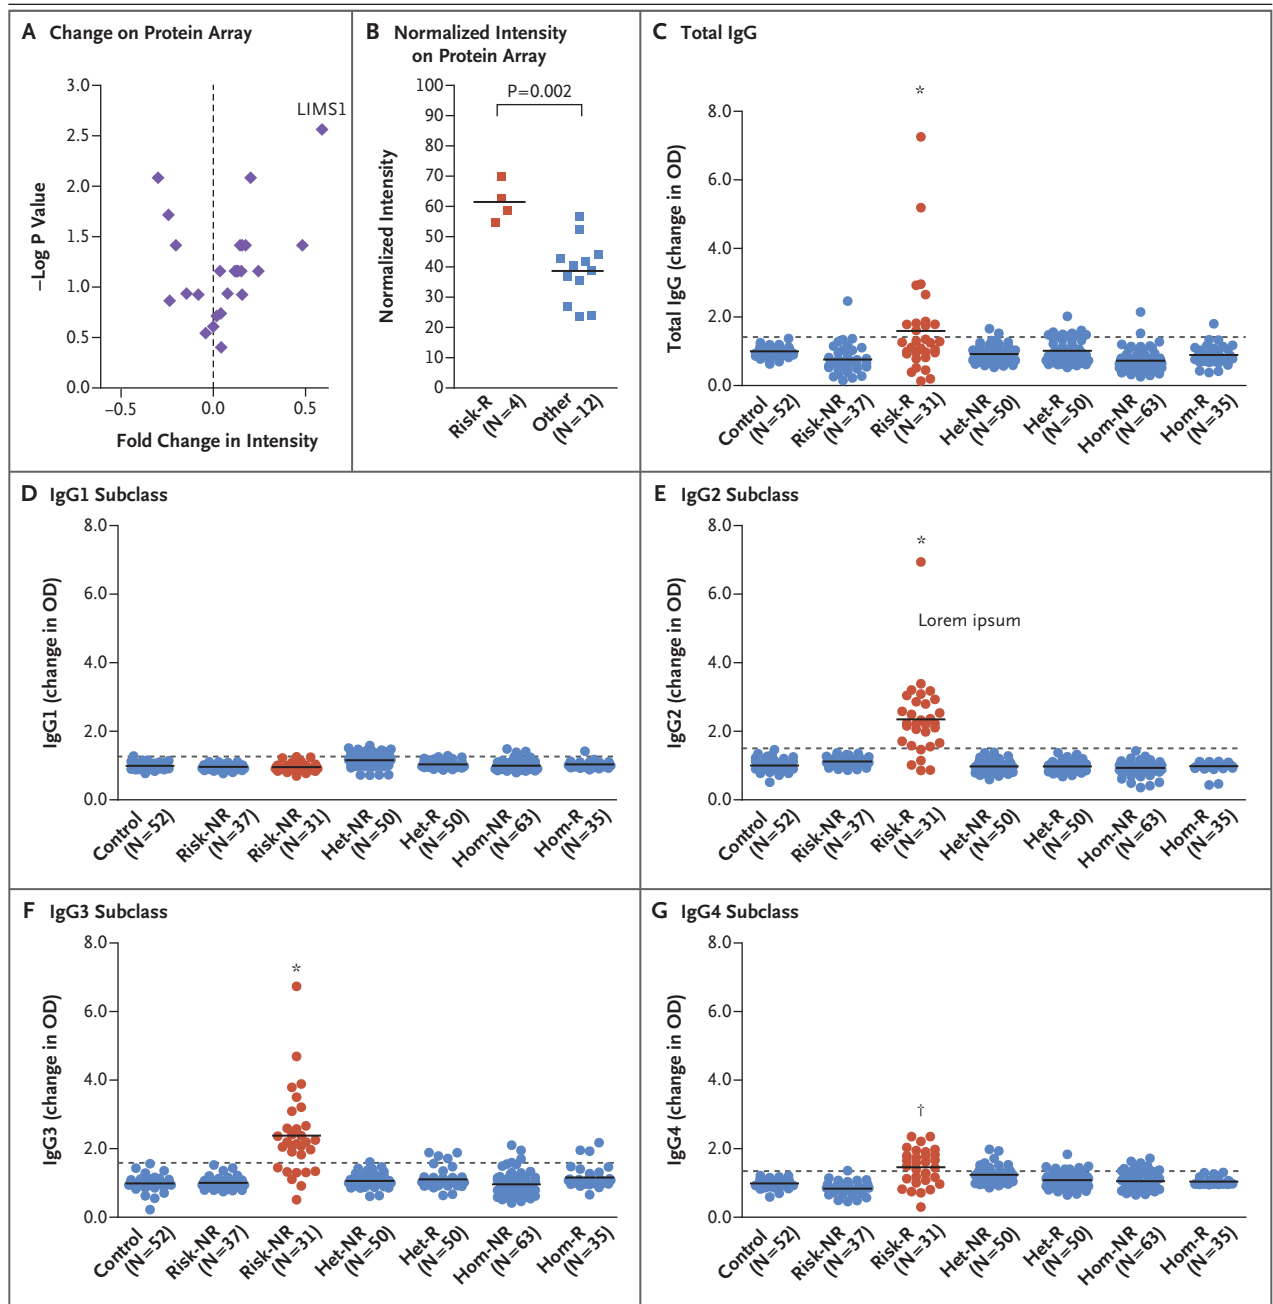 A Change on Protein Array
3.0
2.5
2.0
1.5
1.0
0.5
0.0
–Log P Value
LIMS1
–0.5
0.0
0.5
Fold Change in Intensity
B Normalized Intensity
on Protein Array
100
90
80
70
60
50
40
30
20
10
0
Normalized Intensity
P=0.002
Risk-R
(N=4)
Other
(N=12)
C Total IgG
8.0
6.0
4.0
2.0
0.0
Total IgG (change in OD)
*
Control
(N=52)
Risk-NR
(N=37)
Risk-R
(N=31)
Het-NR
(N=50)
Het-R
(N=50)
Hom-NR
(N=63)
Hom-R
(N=35)
D IgG1 Subclass
8.0
6.0
4.0
2.0
0.0
IgG1 (change in OD)
Control
(N=52)
Risk-NR
(N=37)
Risk-NR
(N=31)
Het-NR
(N=50)
Het-R
(N=50)
Hom-NR
(N=63)
Hom-R
(N=35)
E IgG2 Subclass
8.0
6.0
4.0
2.0
0.0
IgG2 (change in OD)
*
Lorem ipsum
Control
(N=52)
Risk-NR
(N=37)
Risk-R
(N=31)
Het-NR
(N=50)
Het-R
(N=50)
Hom-NR
(N=63)
Hom-R
(N=35)
F IgG3 Subclass
8.0
6.0
4.0
2.0
0.0
IgG3 (change in OD)
*
Control
(N=52)
Risk-NR
(N=37)
Risk-NR
(N=31)
Het-NR
(N=50)
Het-R
(N=50)
Hom-NR
(N=63)
Hom-R
(N=35)
G IgG4 Subclass
8.0
6.0
4.0
2.0
0.0
IgG4 (change in OD)
†
Control
(N=52)
Risk-NR
(N=37)
Risk-R
(N=31)
Het-NR
(N=50)
Het-R
(N=50)
Hom-NR
(N=63)
Hom-R
(N=35)